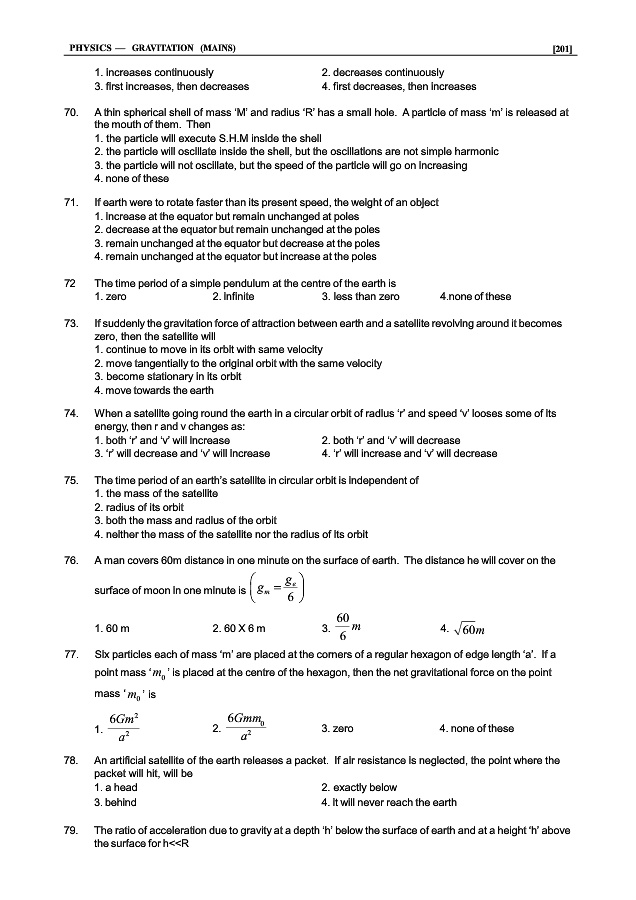 PHYSICS — GRAVITATION (MAINS) [201]
1. increases continuously 2. decreases continuously
3. first increases, then decreases 4. first decreases, then increases
70. A thin spherical shell of mass ‘M’ and radius ‘R’ has a small hole. A particle of mass ‘m’ is released at
the mouth of them. Then
1. the particle will execute S.H.M inside the shell
2. the particle will oscillate inside the shell, but the oscillations are not simple harmonic
3. the particle will not oscillate, but the speed of the particle will go on increasing
4. none of these
71. If earth were to rotate faster than its present speed, the weight of an object
1. increase at the equator but remain unchanged at poles
2. decrease at the equator but remain unchanged at the poles
3. remain unchanged at the equator but decrease at the poles
4. remain unchanged at the equator but increase at the poles
72 The time period of a simple pendulum at the centre of the earth is
1. zero 2. Infinite 3. less than zero 4.none of these
73. If suddenly the gravitation force of attraction between earth and a satellite revolving around it becomes
zero, then the satellite will
1. continue to move in its orbit with same velocity
2. move tangentially to the original orbit with the same velocity
3. become stationary in its orbit
4. move towards the earth
74. When a satellite going round the earth in a circular orbit of radius ‘r’ and speed ‘v’ looses some of its
energy, then r and v changes as:
1. both ‘r’ and ‘v’ will increase 2. both ‘r’ and ‘v’ will decrease
3. ‘r’ will decrease and ‘v’ will increase 4. ‘r’ will increase and ‘v’ will decrease
75. The time period of an earth’s satellite in circular orbit is independent of
1. the mass of the satellite
2. radius of its orbit
3. both the mass and radius of the orbit
4. neither the mass of the satellite nor the radius of its orbit
76. A man covers 60m distance in one minute on the surface of earth. The distance he will cover on the
surface of moon in one minute is $\left(g_m = \frac{g_e}{6}\right)$
1. 60 m 2. 60 X 6 m 3. $\frac{60}{6}m$ 4. $\sqrt{60}m$
77. Six particles each of mass ‘m’ are placed at the corners of a regular hexagon of edge length ‘a’. If a
point mass ‘$m_0$’ is placed at the centre of the hexagon, then the net gravitational force on the point
mass ‘$m_0$’ is
1. $\frac{6Gm^2}{a^2}$ 2. $\frac{6Gmm_0}{a^2}$ 3. zero 4. none of these
78. An artificial satellite of the earth releases a packet. If air resistance is neglected, the point where the
packet will hit, will be
1. a head 2. exactly below
3. behind 4. it will never reach the earth
79. The ratio of acceleration due to gravity at a depth ‘h’ below the surface of earth and at a height ‘h’ above
the surface for h<<R